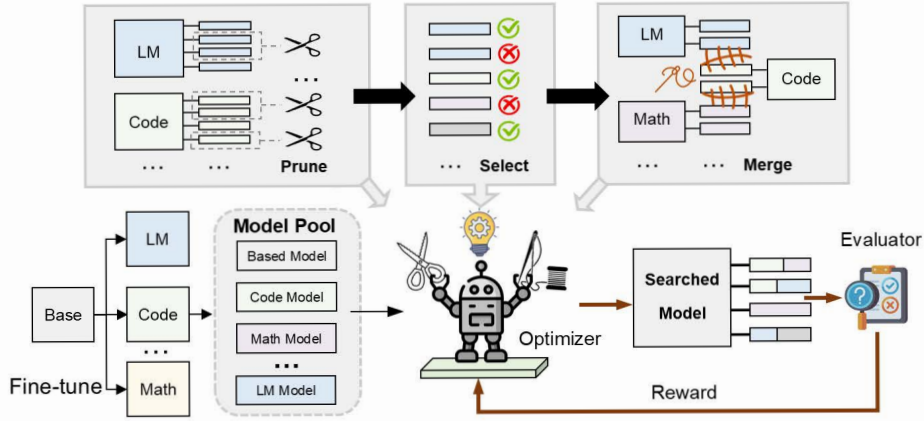 LM
Code
... ...
... 
Prune
... Select
LM
Code
Math
... ... Merge
LM
Base
Code
...
Math
Fine-tune
Model Pool
Based Model
Code Model
Math Model
...
LM Model
Optimizer
Searched
Model
Evaluator
Reward